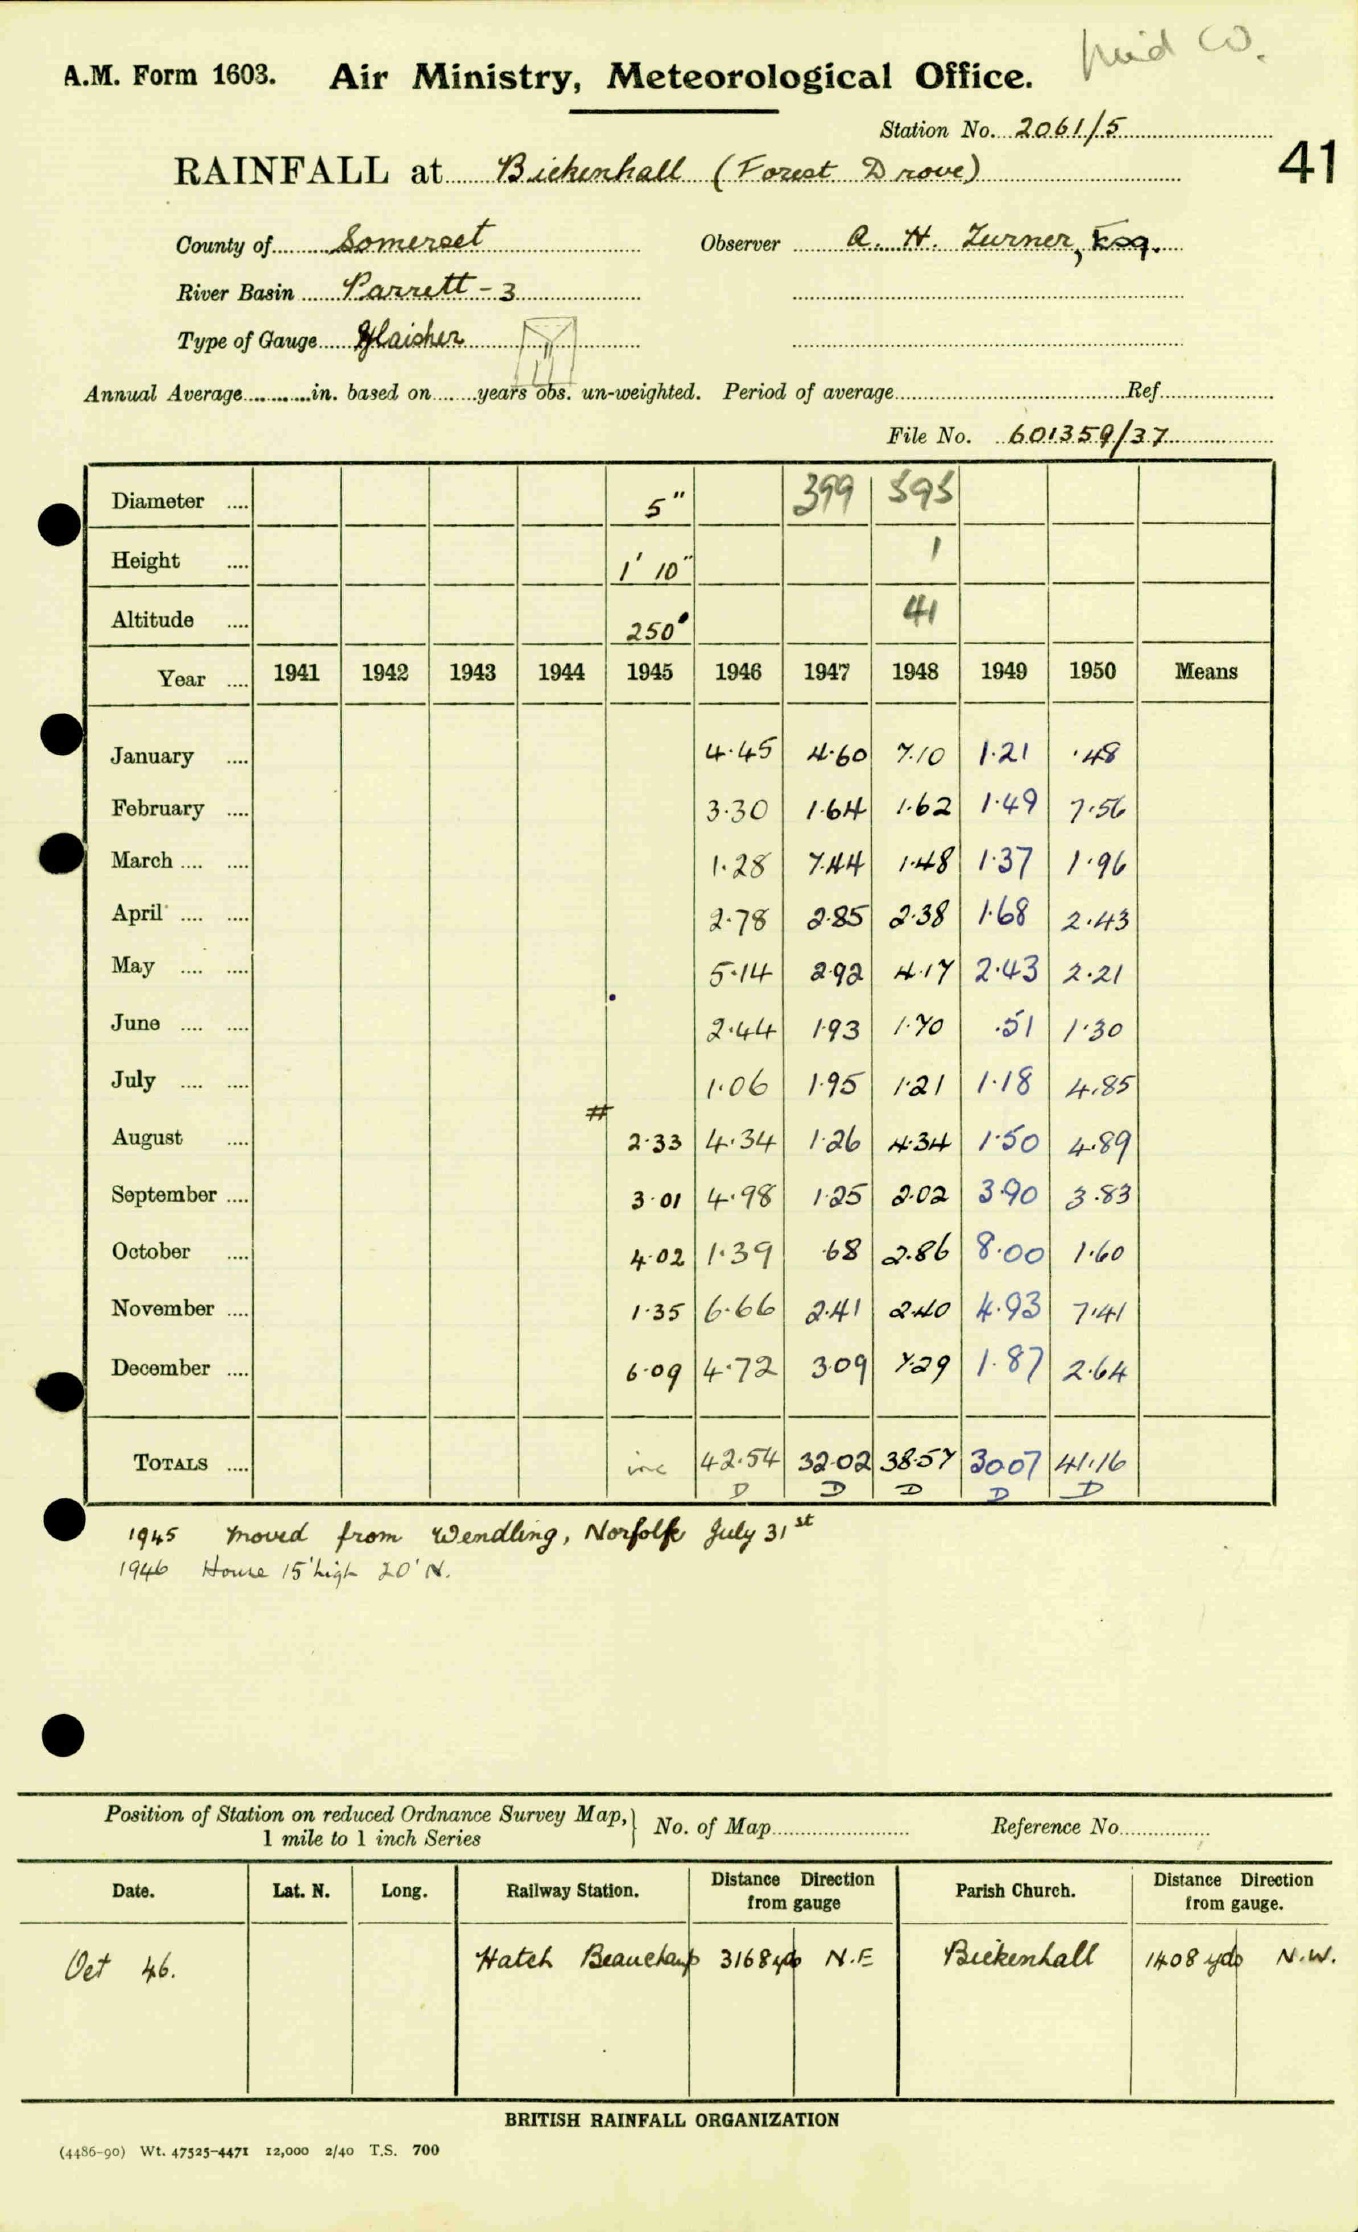 Mid Co.
A.M. Form 1603. Air Ministry, Meteorological Office.
Station No. 2061/5
41
RAINFALL at Bickenhall (Forest Drove)
County of Somerset Observer A. H. Turner, Esq.
River Basin Parrett - 3
Type of Gauge Glaisher
Annual Average in. based on years obs. un-weighted. Period of average Ref
File No. 601359/37
Diameter 5" 399 595
Height 1' 10" 1
Altitude 250' 41
Year 1941 1942 1943 1944 1945 1946 1947 1948 1949 1950 Means
January 4.45 4.60 7.10 1.21 .48
February 3.30 1.64 1.62 1.49 7.56
March 1.28 7.44 1.48 1.37 1.96
April 2.78 2.85 2.38 1.68 2.43
May 5.14 2.92 4.17 2.43 2.21
June 2.44 1.93 1.70 .51 1.30
July 1.06 1.95 1.21 1.18 4.85
#
August 2.33 4.34 1.26 4.34 1.50 4.89
September 3.01 4.98 1.25 2.02 3.90 3.83
October 4.02 1.39 .68 2.86 8.00 1.60
November 1.35 6.66 2.41 2.40 4.93 7.41
December 6.09 4.72 3.09 7.29 1.87 2.64
TOTALS inc 42.54 32.02 38.57 30.07 41.16
D D D D D
1945 Moved from Wendling, Norfolk July 31st
1946 House 15' high 20' N.
Position of Station on reduced Ordnance Survey Map, 1 mile to 1 inch Series No. of Map Reference No.
Date. Lat. N. Long. Railway Station. Distance Direction from gauge Parish Church. Distance Direction from gauge.
Oct 46. Hatch Beauchamp 3168 yds N.E Bickenhall 1408 yds N.W.
BRITISH RAINFALL ORGANIZATION
(4486-90) Wt. 47525-4471 12,000 2/40 T.S. 700